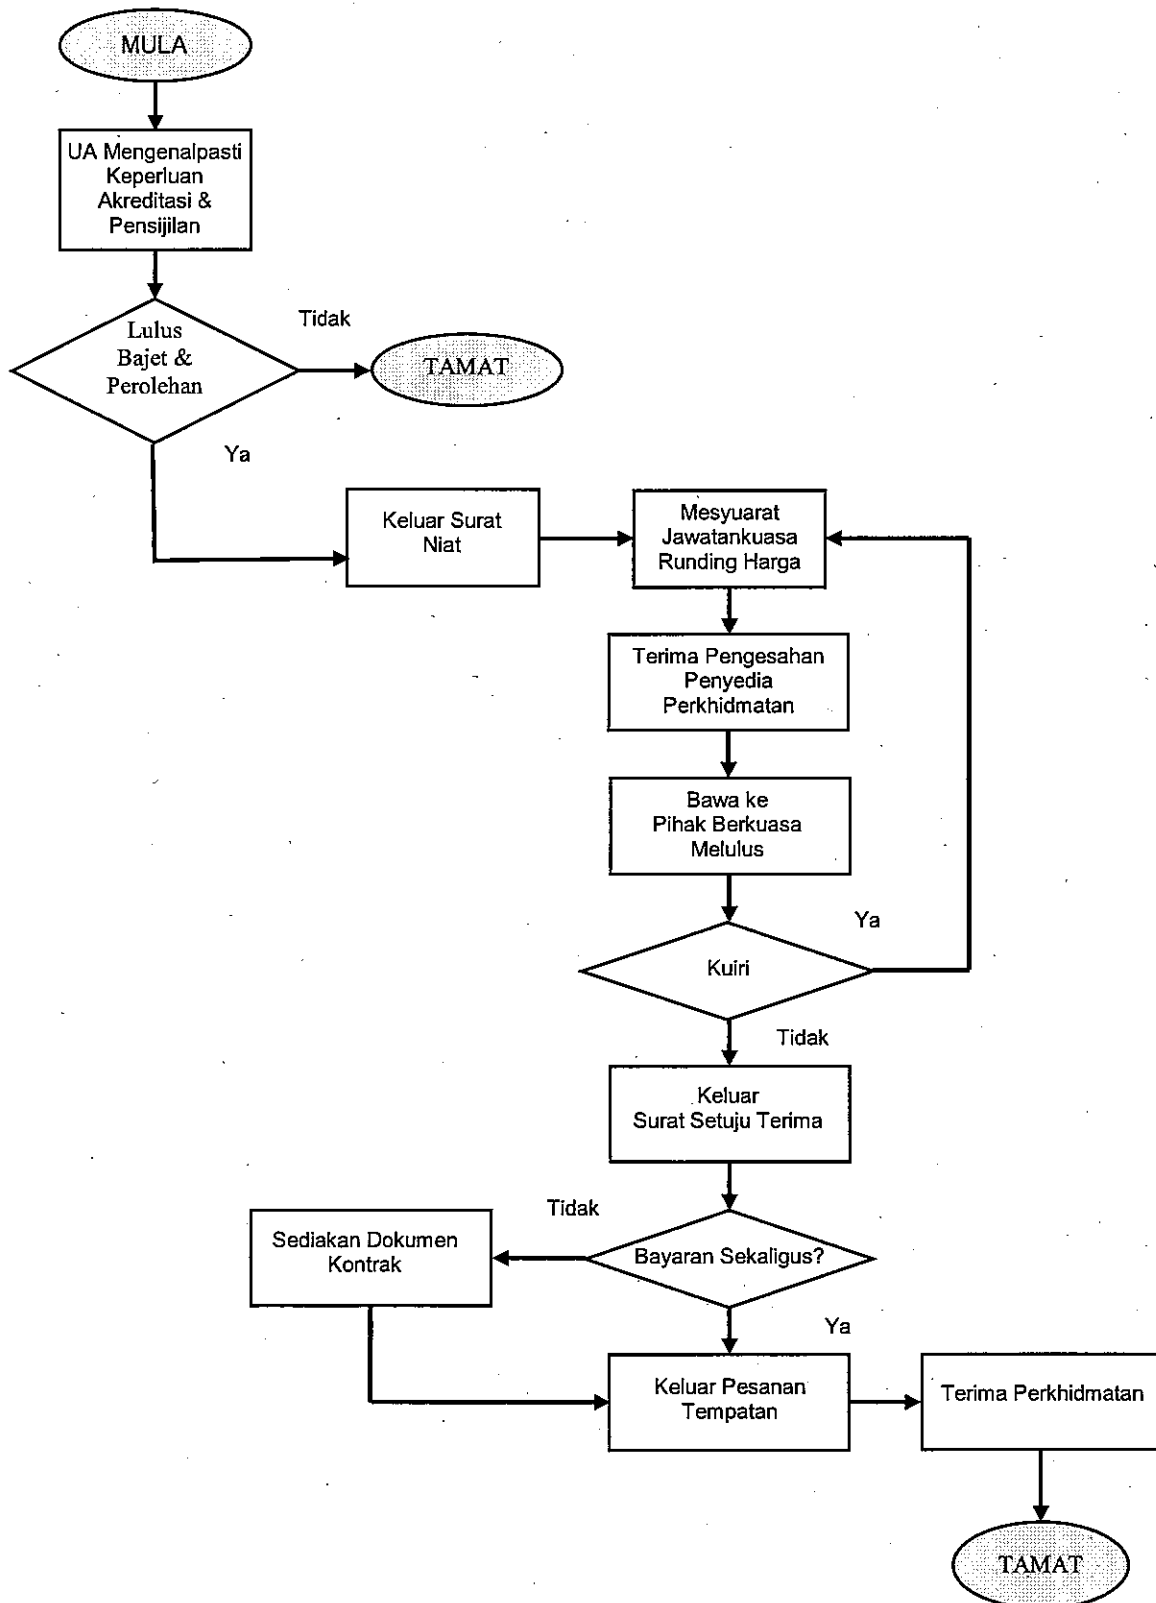 MULA
UA Mengenalpasti
Keperluan
Akreditasi &
Pensijilan
Lulus
Bajet &
Perolehan
Tidak
TAMAT
Ya
Keluar Surat
Niat
Mesyuarat
Jawatankuasa
Runding Harga
Terima Pengesahan
Penyedia
Perkhidmatan
Bawa ke
Pihak Berkuasa
Melulus
Kuiri
Ya
Tidak
Keluar
Surat Setuju Terima
Bayaran Sekaligus?
Tidak
Sediakan Dokumen
Kontrak
Ya
Keluar Pesanan
Tempatan
Terima Perkhidmatan
TAMAT